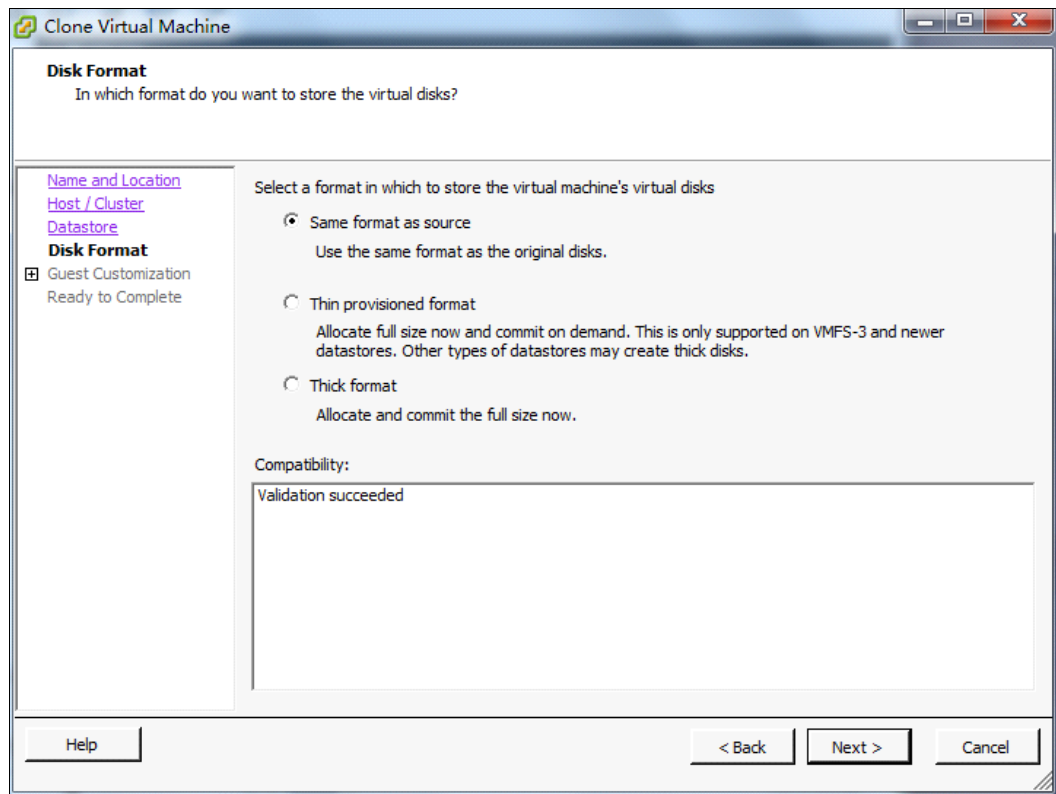 Clone Virtual Machine
Disk Format
In which format do you want to store the virtual disks?
Name and Location
Host / Cluster
Datastore
Disk Format
Guest Customization
Ready to Complete
Select a format in which to store the virtual machine's virtual disks
Same format as source
Use the same format as the original disks.
Thin provisioned format
Allocate full size now and commit on demand. This is only supported on VMFS-3 and newer
datastores. Other types of datastores may create thick disks.
Thick format
Allocate and commit the full size now.
Compatibility:
Validation succeeded
Help
< Back
Next >
Cancel